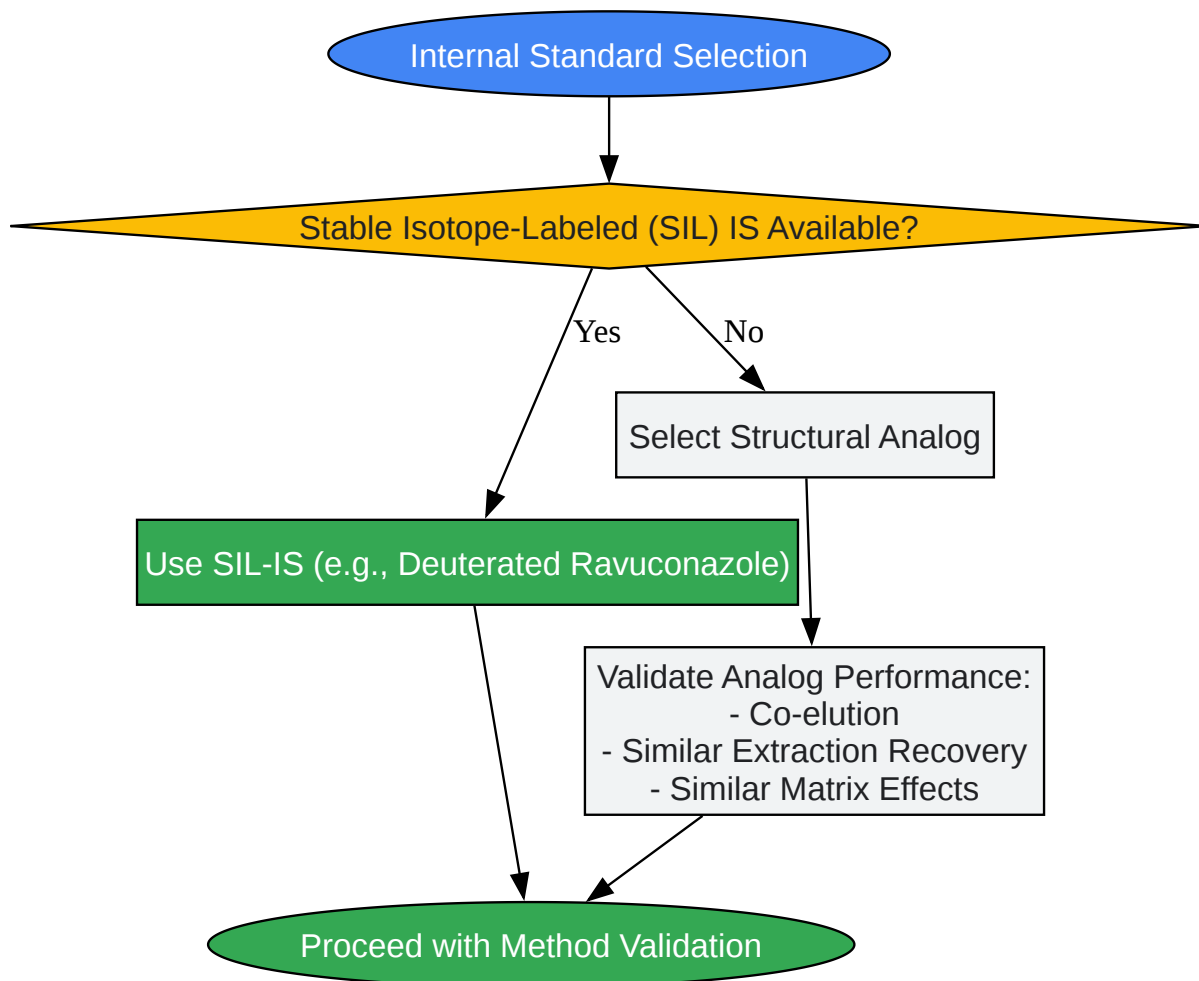 Internal Standard Selection
Stable Isotope-Labeled (SIL) IS Available?
Yes
No
Select Structural Analog
Use SIL-IS (e.g., Deuterated Ravuconazole)
Validate Analog Performance:
- Co-elution
- Similar Extraction Recovery
- Similar Matrix Effects
Proceed with Method Validation